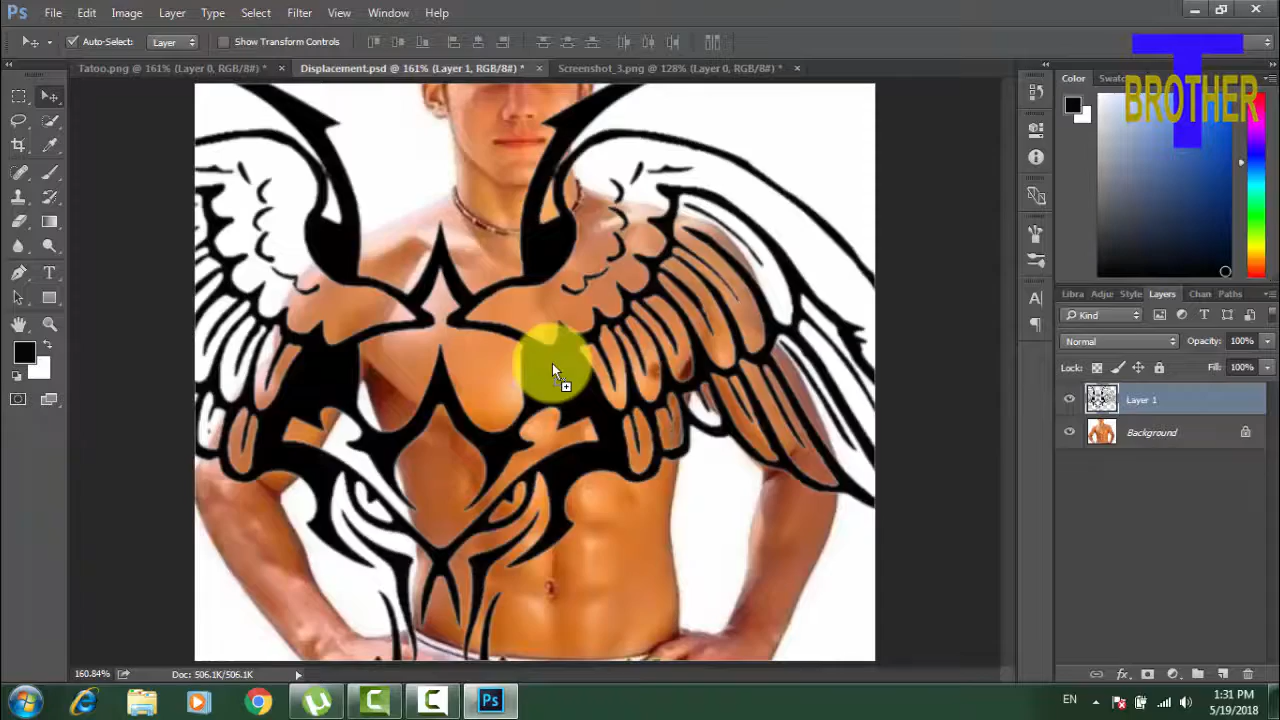 Ps File Edit Image Layer Type Select Filter View Window Help
Auto-Select: Layer Show Transform Controls
Tatoo.png @ 161% (Layer 0, RGB/8#) * × Displacement.psd @ 161% (Layer 1, RGB/8#) * × Screenshot_3.png @ 128% (Layer 0, RGB/8#) * ×
T
BROTHER
Color Swatc
Libra Adjus Style Layers Chan Paths
Kind
Normal Opacity: 100%
Lock: Fill: 100%
Layer 1
Background
160.84% Doc: 506.1K/506.1K
Ps EN 1:31 PM
5/19/2018